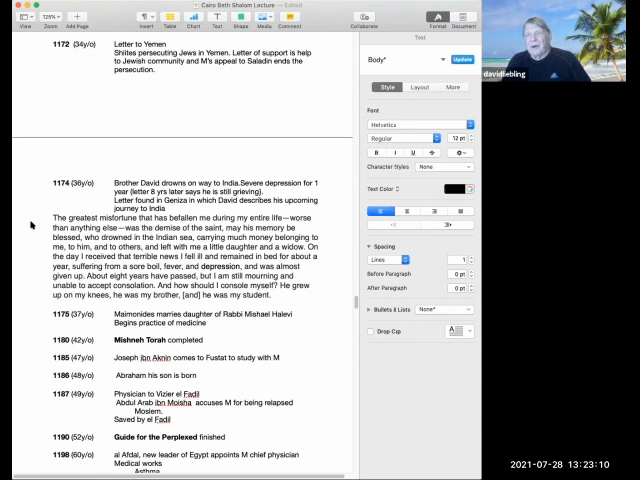 Cairo Beth Shalom Lecture — Edited
View
125%
Zoom
Add Page
Insert
Table
Chart
Text
Shape
Media
Comment
Collaborate
Format
Document
1172 (34y/o) Letter to Yemen
Shiites persecuting Jews in Yemen. Letter of support is help
to Jewish community and M's appeal to Saladin ends the
persecution.
1174 (36y/o) Brother David drowns on way to India.Severe depression for 1
year (letter 8 yrs later says he is still grieving).
Letter found in Geniza in which David describes his upcoming
journey to India
The greatest misfortune that has befallen me during my entire life—worse
than anything else—was the demise of the saint, may his memory be
blessed, who drowned in the Indian sea, carrying much money belonging to
me, to him, and to others, and left with me a little daughter and a widow. On
the day I received that terrible news I fell ill and remained in bed for about a
year, suffering from a sore boil, fever, and depression, and was almost
given up. About eight years have passed, but I am still mourning and
unable to accept consolation. And how should I console myself? He grew
up on my knees, he was my brother, [and] he was my student.
1175 (37y/o) Maimonides marries daughter of Rabbi Mishael Halevi
Begins practice of medicine
1180 (42y/o) Mishneh Torah completed
1185 (47y/o) Joseph ibn Aknin comes to Fustat to study with M
1186 (48y/o) Abraham his son is born
1187 (49y/o) Physician to Vizier el Fadil
Abdul Arab ibn Moisha accuses M for being relapsed
Moslem.
Saved by el Fadil
1190 (52y/o) Guide for the Perplexed finished
1198 (60y/o) al Afdal, new leader of Egypt appoints M chief physician
Medical works
Asthma
Text
Body*
Update
Style
Layout
More
Font
Helvetica
Regular
12 pt
B I U S
Character Styles
None
Text Color
Spacing
Lines
1
Before Paragraph
0 pt
After Paragraph
0 pt
Bullets & Lists
None*
Drop Cap
davidliebling
2021-07-28 13:23:10